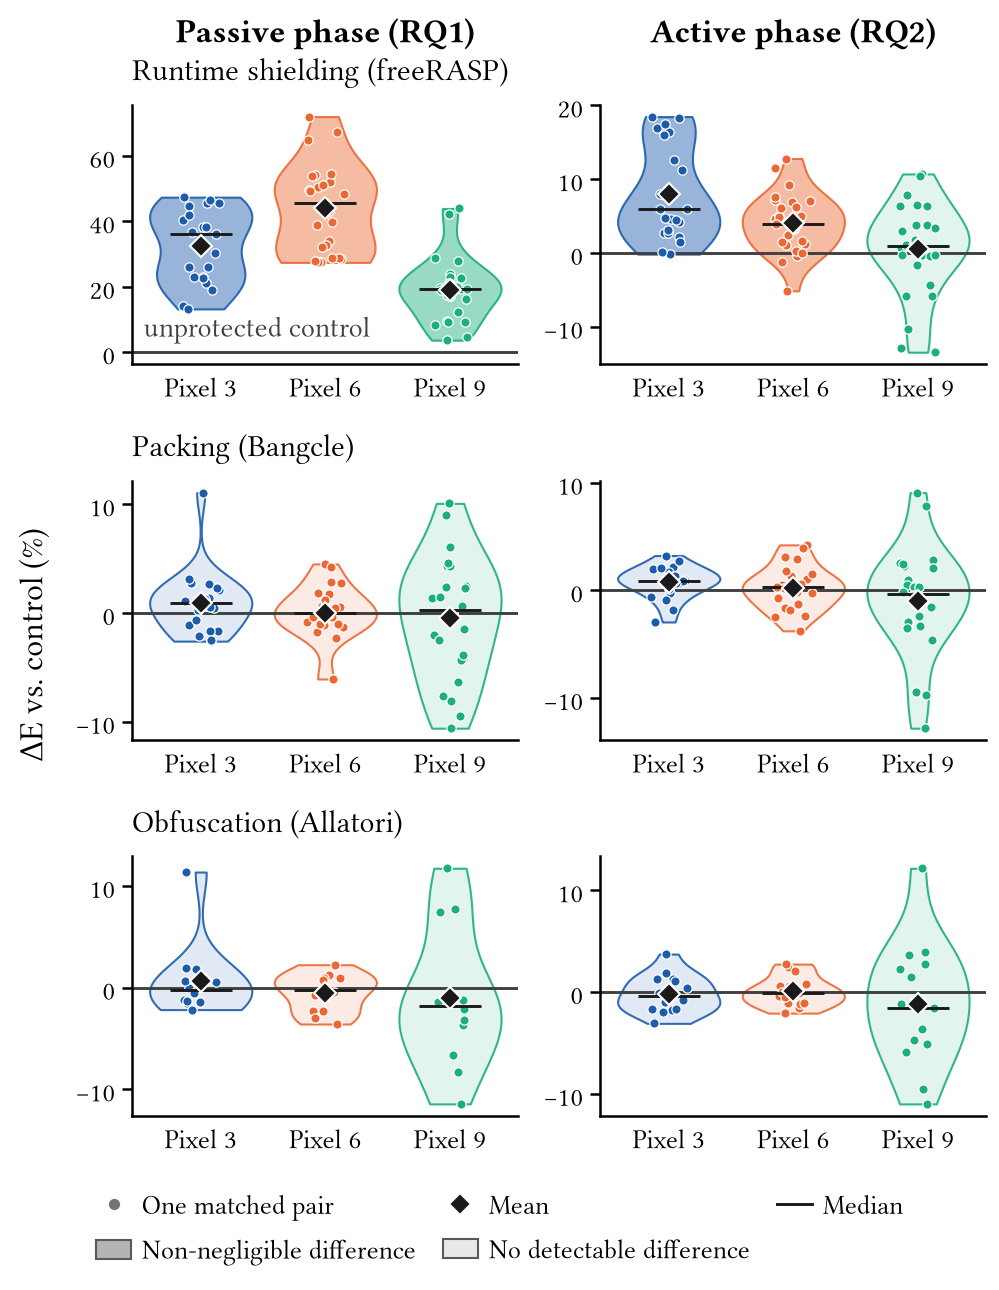 Passive phase (RQ1)
Active phase (RQ2)
Runtime shielding (freeRASP)
60
40
20
0
unprotected control
Pixel 3
Pixel 6
Pixel 9
20
10
0
−10
Pixel 3
Pixel 6
Pixel 9
ΔE vs. control (%)
Packing (Bangcle)
10
0
−10
Pixel 3
Pixel 6
Pixel 9
10
0
−10
Pixel 3
Pixel 6
Pixel 9
Obfuscation (Allatori)
10
0
−10
Pixel 3
Pixel 6
Pixel 9
10
0
−10
Pixel 3
Pixel 6
Pixel 9
One matched pair
Mean
Median
Non-negligible difference
No detectable difference